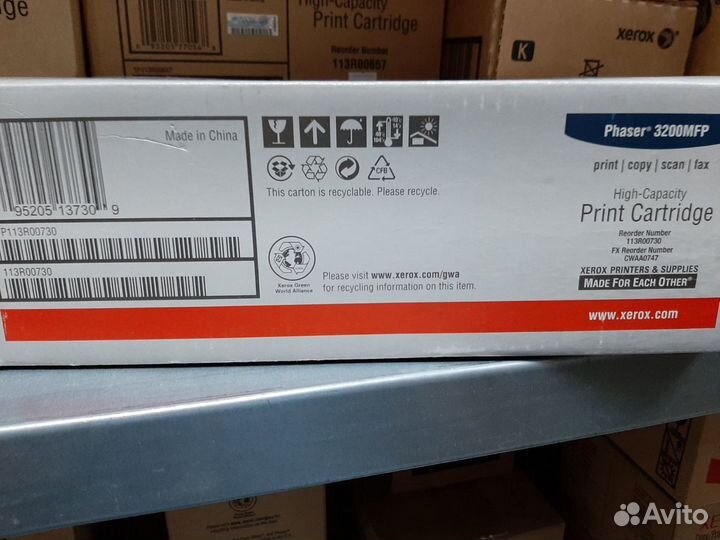 High-Capacity
Print Cartridge
Reorder Number
113R00657
K
xerox
Made in China
95205 13730 9
P113R00730
113R00730
CFB
This carton is recyclable. Please recycle.
Xerox Green
World Alliance
Please visit www.xerox.com/gwa
for recycling information on this item.
Phaser® 3200MFP
print | copy | scan | fax
High-Capacity
Print Cartridge
Reorder Number
113R00730
FX Reorder Number
CWAA0747
XEROX PRINTERS & SUPPLIES
MADE FOR EACH OTHER®
www.xerox.com
Avito